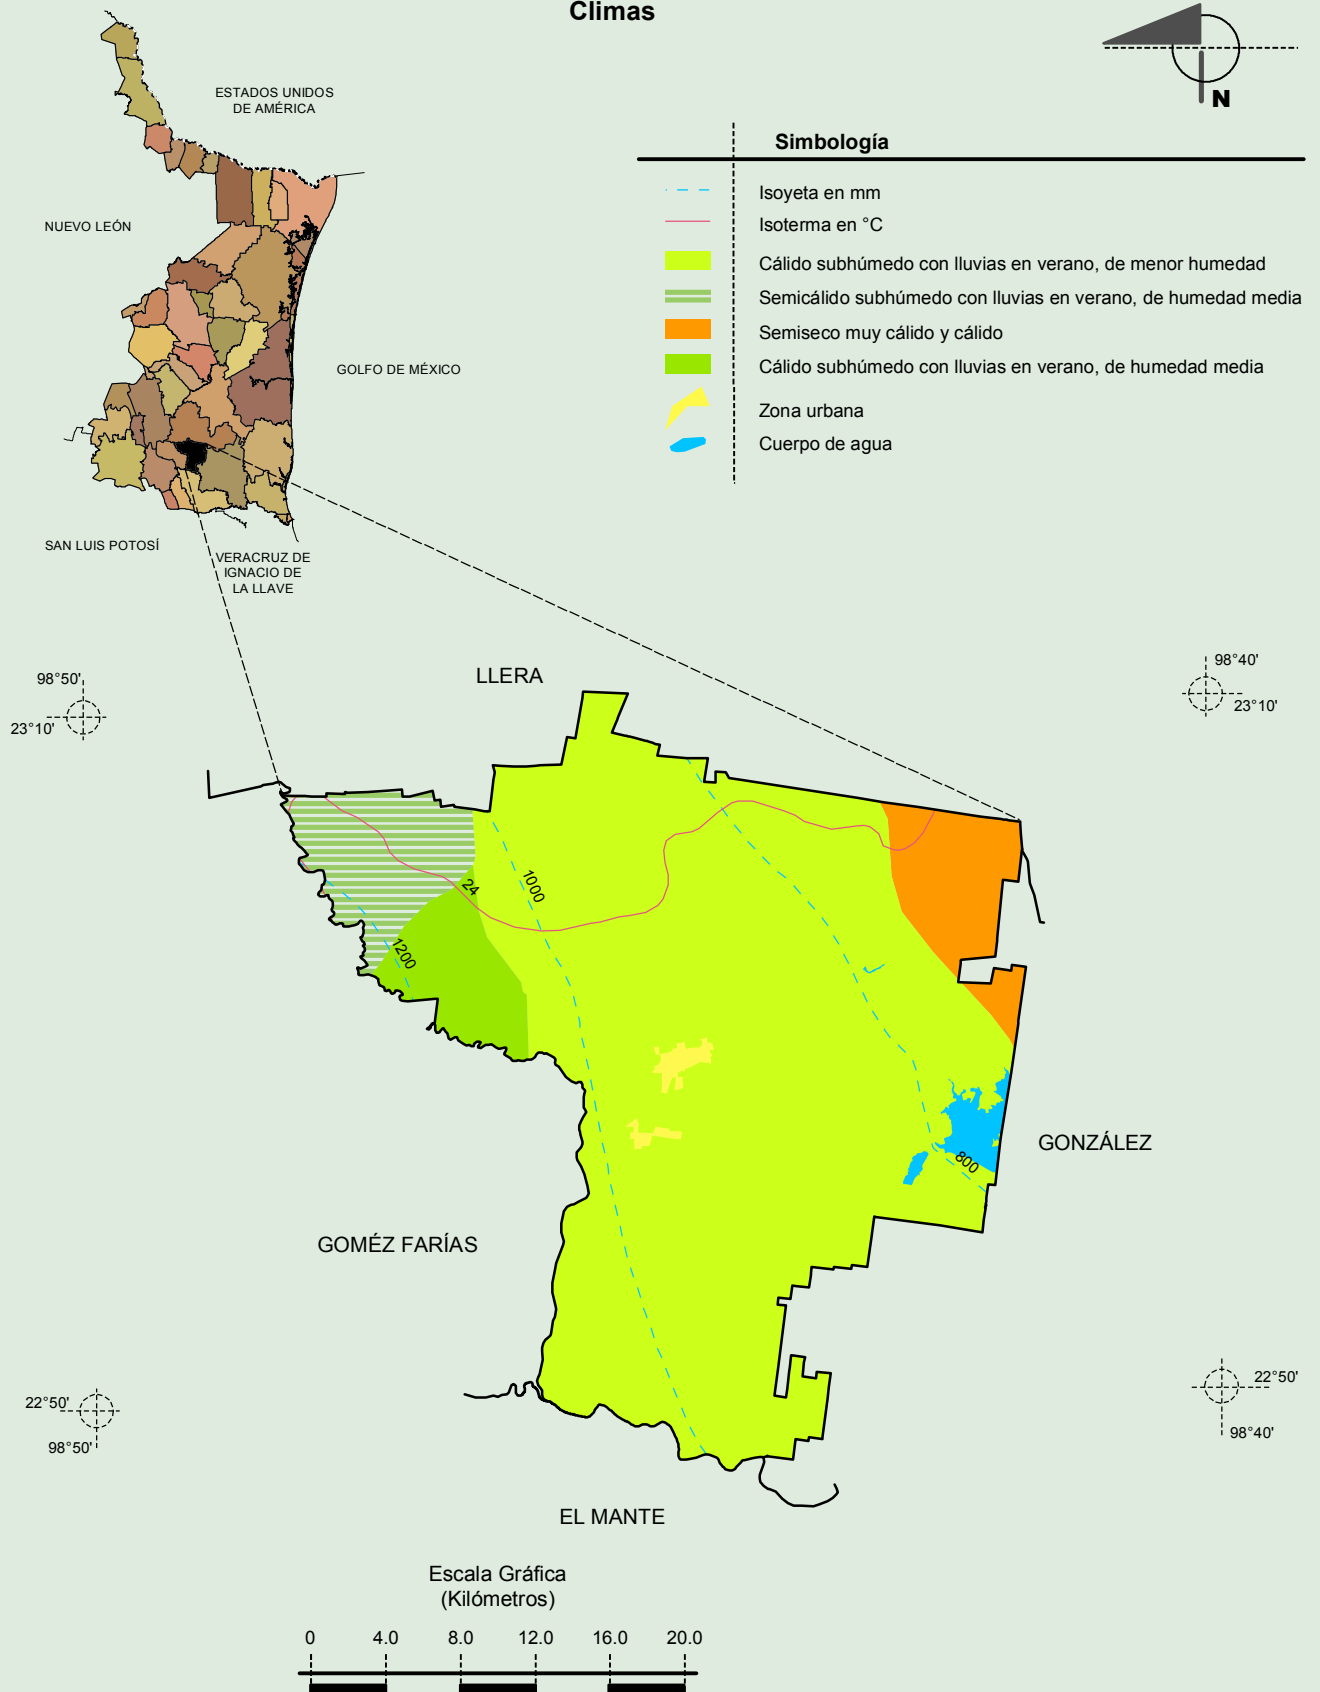 Climas
N
ESTADOS UNIDOS
DE AMÉRICA
NUEVO LEÓN
GOLFO DE MÉXICO
SAN LUIS POTOSÍ
VERACRUZ DE
IGNACIO DE
LA LLAVE
Simbología
Isoyeta en mm
Isoterma en °C
Cálido subhúmedo con lluvias en verano, de menor humedad
Semicálido subhúmedo con lluvias en verano, de humedad media
Semiseco muy cálido y cálido
Cálido subhúmedo con lluvias en verano, de humedad media
Zona urbana
Cuerpo de agua
98°50'
23°10'
LLERA
98°40'
23°10'
24
1000
1200
800
GONZÁLEZ
GOMÉZ FARÍAS
22°50'
98°50'
22°50'
98°40'
EL MANTE
Escala Gráfica
(Kilómetros)
0 4.0 8.0 12.0 16.0 20.0